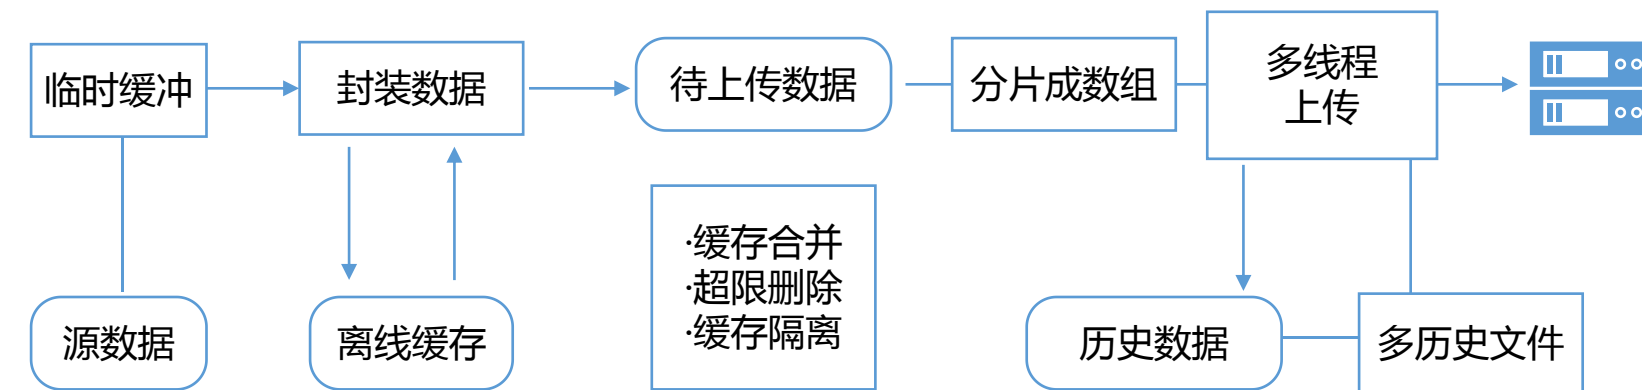 临时缓冲
封装数据
待上传数据
分片成数组
多线程
上传
·缓存合并
·超限删除
·缓存隔离
源数据
离线缓存
历史数据
多历史文件